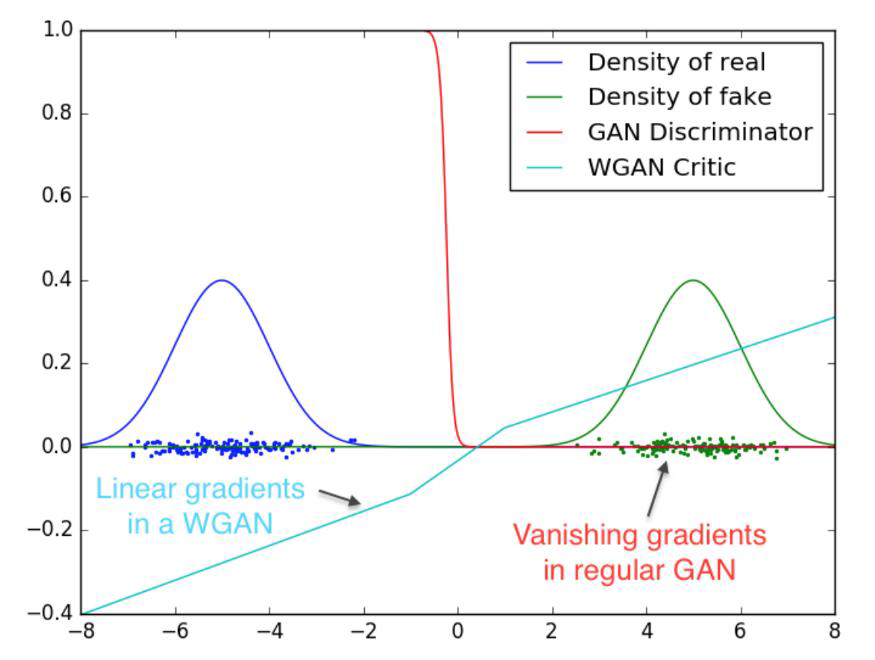 1.0
0.8
0.6
0.4
0.2
0.0
−0.2
−0.4
−8
−6
−4
−2
0
2
4
6
8
Density of real
Density of fake
GAN Discriminator
WGAN Critic
Linear gradients
in a WGAN
Vanishing gradients
in regular GAN